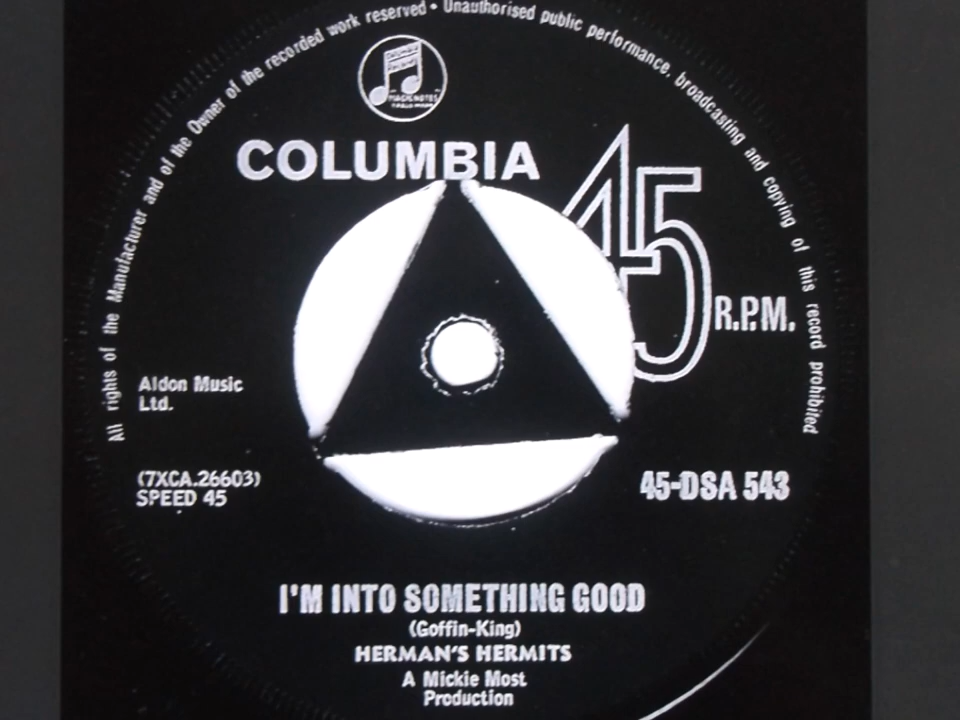 All rights of the Manufacturer and of the Owner of the recorded work reserved • Unauthorised public performance, broadcasting and copying of this record prohibited
COLUMBIA
45 R.P.M.
Aldon Music
Ltd.
(7XCA.26603)
SPEED 45
45-DSA 543
I'M INTO SOMETHING GOOD
(Goffin-King)
HERMAN'S HERMITS
A Mickie Most
Production